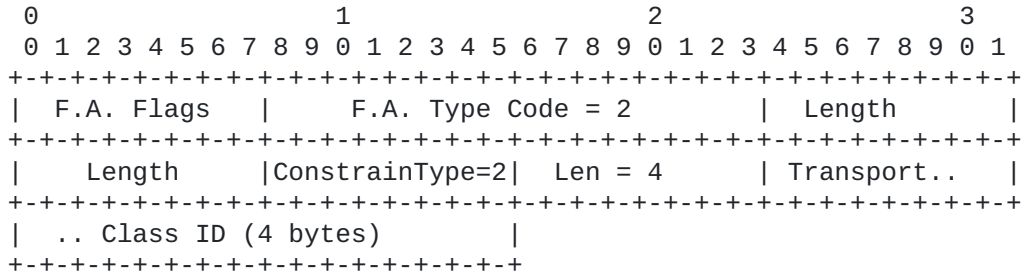 0                   1                   2                   3
 0 1 2 3 4 5 6 7 8 9 0 1 2 3 4 5 6 7 8 9 0 1 2 3 4 5 6 7 8 9 0 1
+-+-+-+-+-+-+-+-+-+-+-+-+-+-+-+-+-+-+-+-+-+-+-+-+-+-+-+-+-+-+-+-+
|  F.A. Flags   |     F.A. Type Code = 2        |  Length       |
+-+-+-+-+-+-+-+-+-+-+-+-+-+-+-+-+-+-+-+-+-+-+-+-+-+-+-+-+-+-+-+-+
|    Length     |ConstrainType=2|  Len = 4      | Transport..   |
+-+-+-+-+-+-+-+-+-+-+-+-+-+-+-+-+-+-+-+-+-+-+-+-+-+-+-+-+-+-+-+-+
|  .. Class ID (4 bytes)        |
+-+-+-+-+-+-+-+-+-+-+-+-+-+-+-+-+